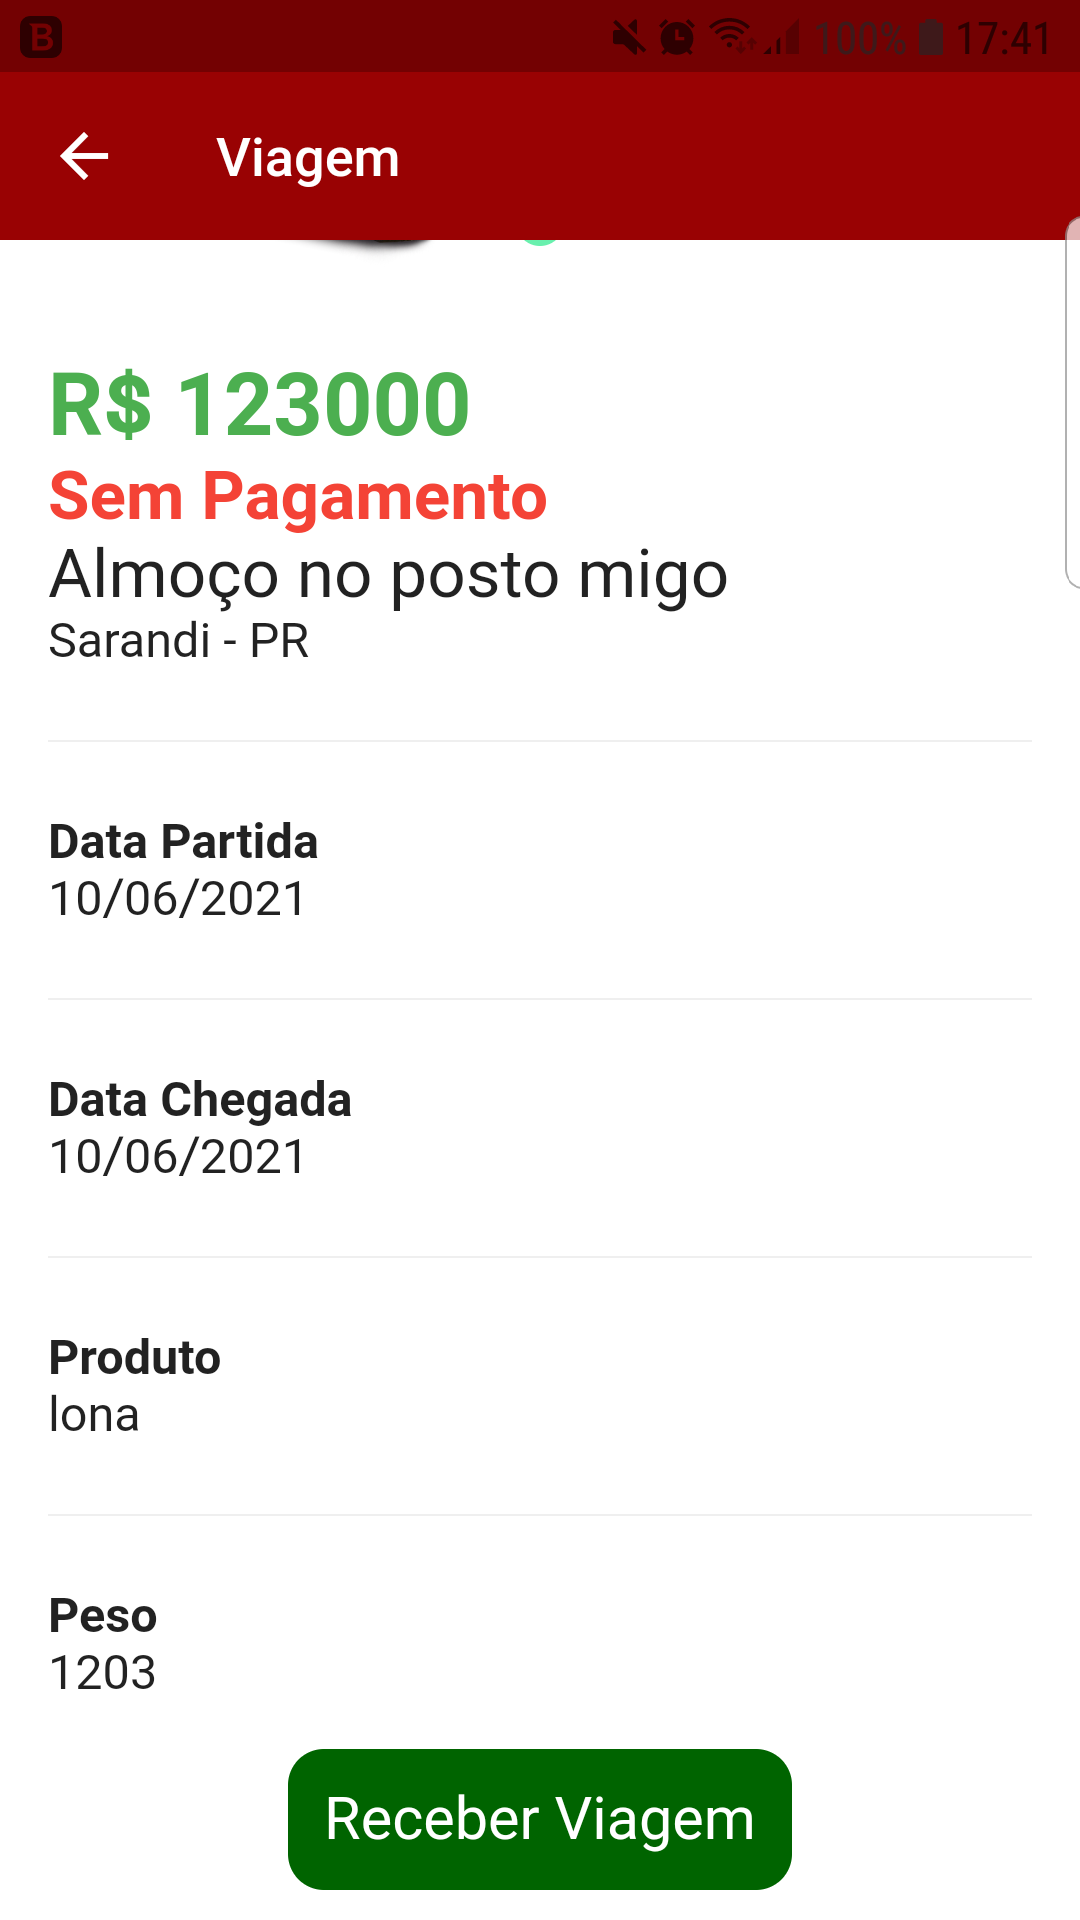 B 100% 17:41
Viagem
R$ 123000
Sem Pagamento
Almoço no posto migo
Sarandi - PR
Data Partida
10/06/2021
Data Chegada
10/06/2021
Produto
lona
Peso
1203
Receber Viagem